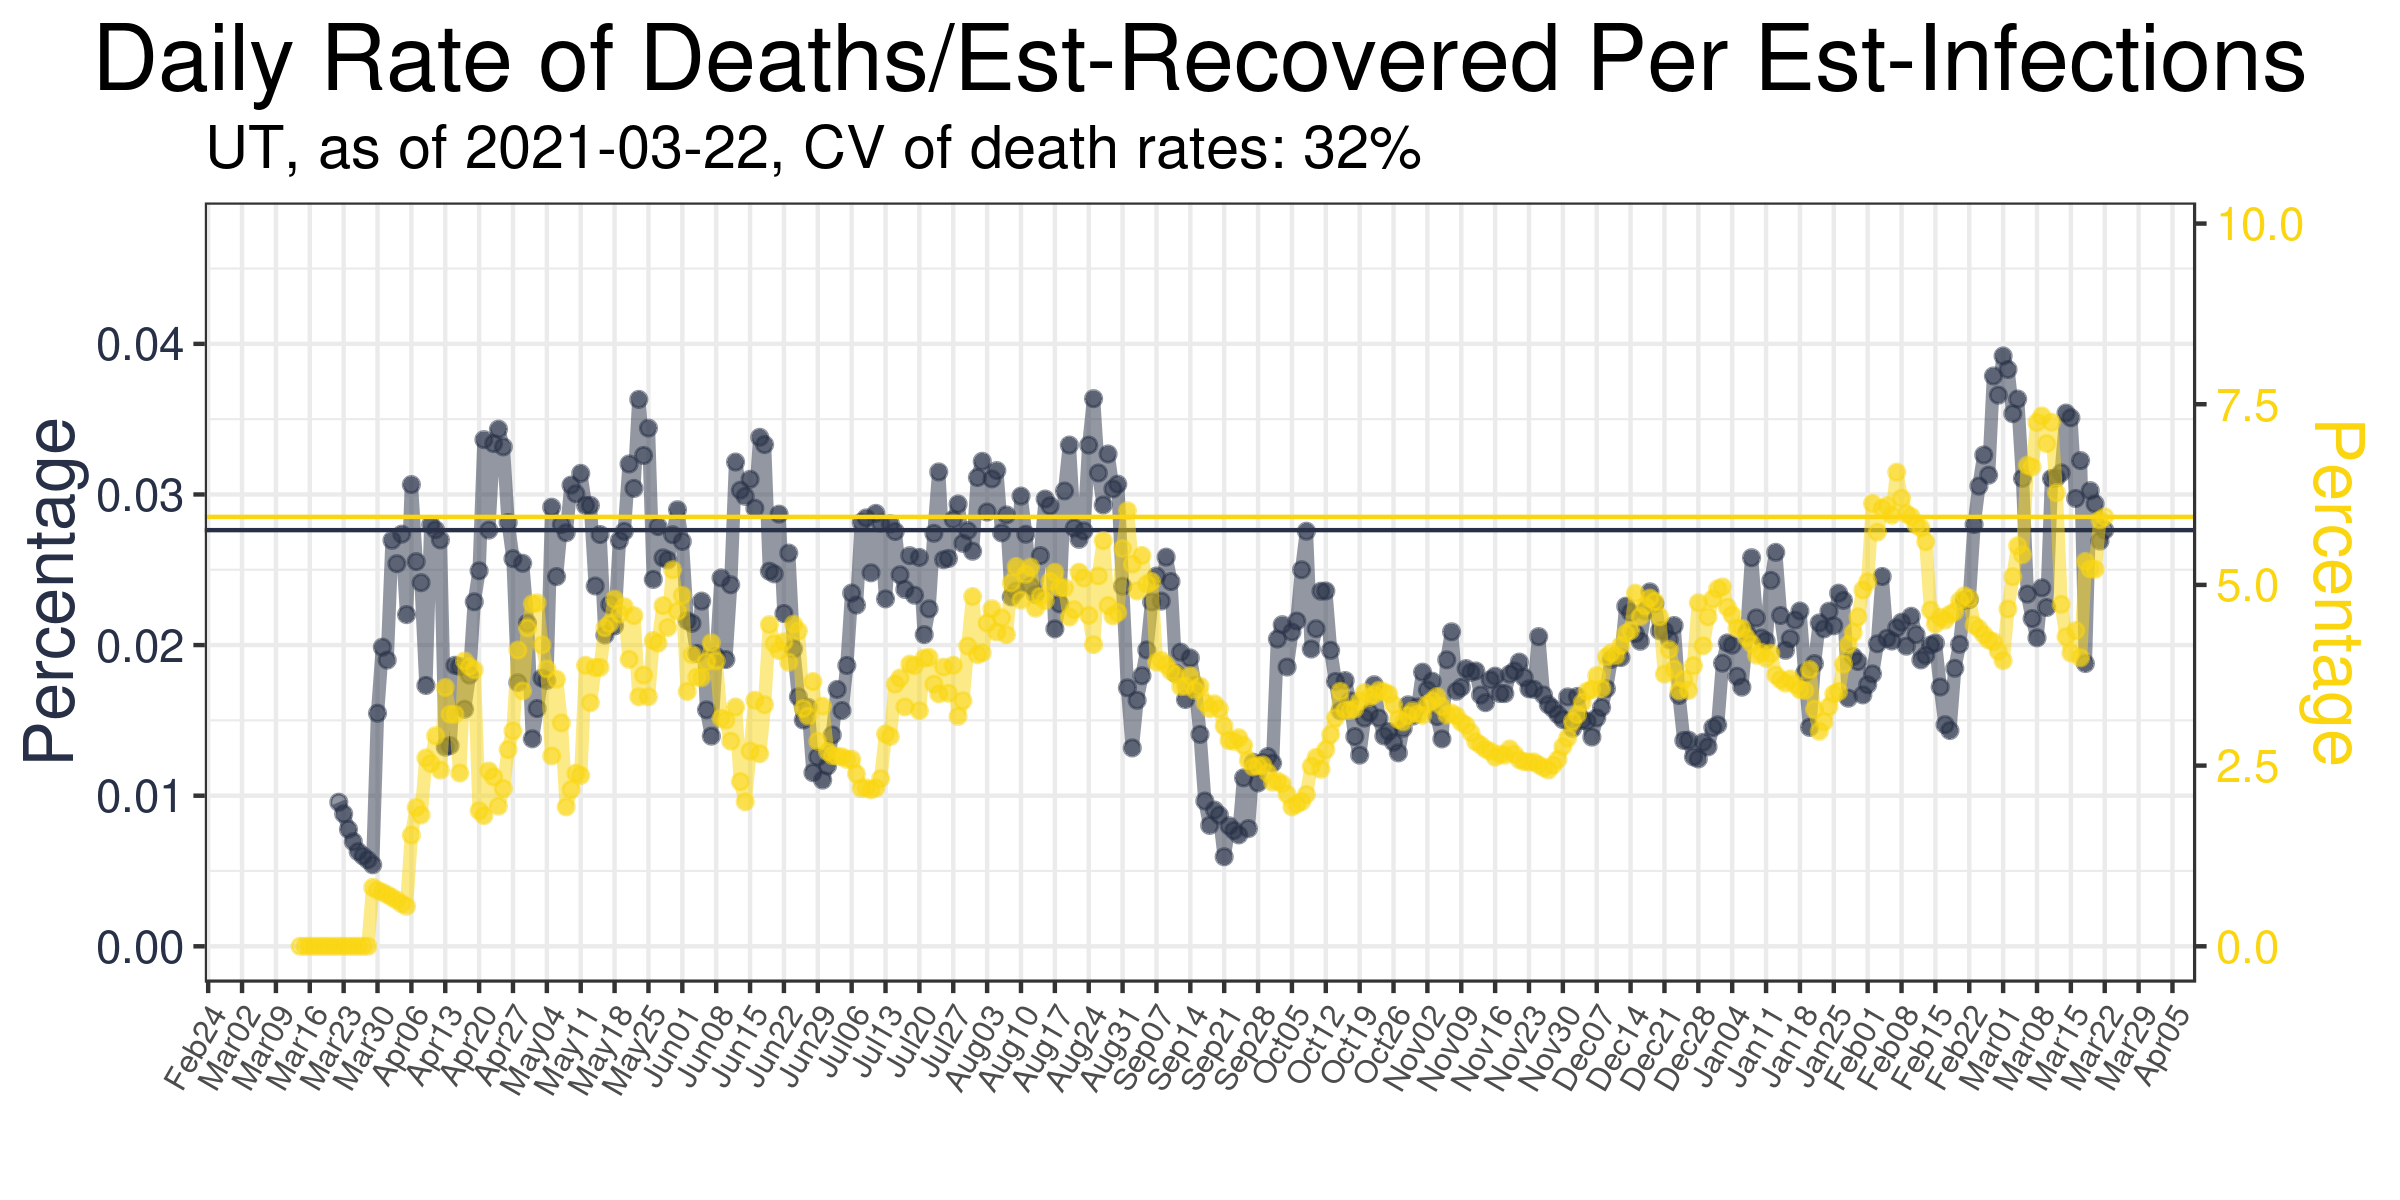 Daily Rate of Deaths/Est-Recovered Per Est-Infections
UT, as of 2021-03-22, CV of death rates: 32%
Percentage
0.04
0.03
0.02
0.01
0.00
10.0
7.5
5.0
2.5
0.0
Percentage
Feb24
Mar02
Mar09
Mar16
Mar23
Mar30
Apr06
Apr13
Apr20
Apr27
May04
May11
May18
May25
Jun01
Jun08
Jun15
Jun22
Jun29
Jul06
Jul13
Jul20
Jul27
Aug03
Aug10
Aug17
Aug24
Aug31
Sep07
Sep14
Sep21
Sep28
Oct05
Oct12
Oct19
Oct26
Nov02
Nov09
Nov16
Nov23
Nov30
Dec07
Dec14
Dec21
Dec28
Jan04
Jan11
Jan18
Jan25
Feb01
Feb08
Feb15
Feb22
Mar01
Mar08
Mar15
Mar22
Mar29
Apr05